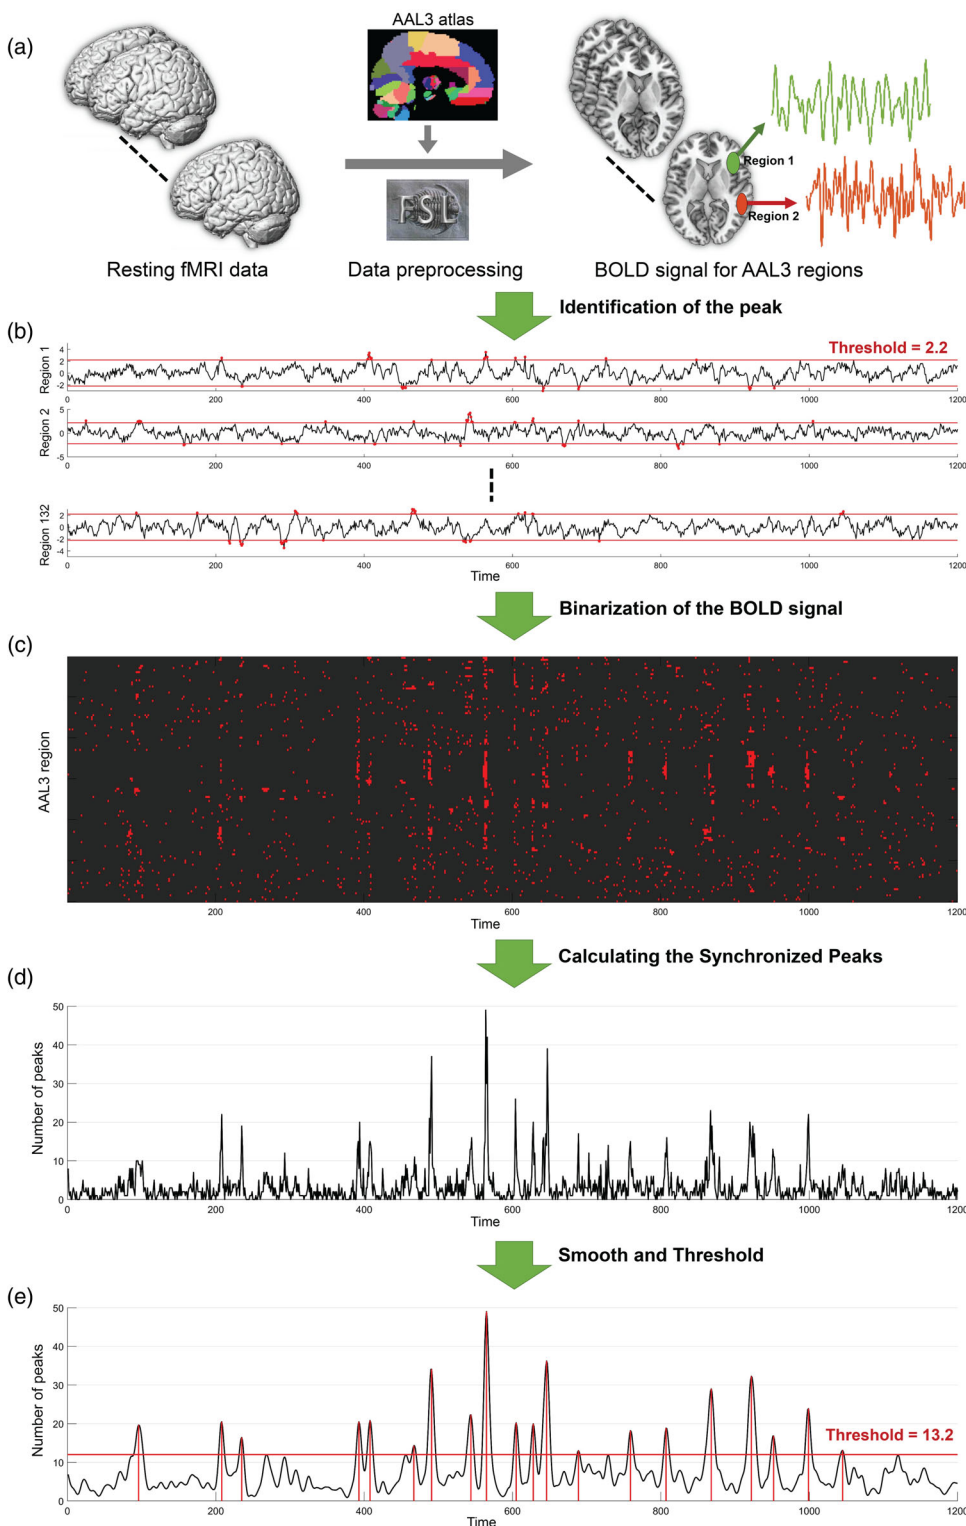 (a)
AAL3 atlas
FSL
Region 1
Region 2
Resting fMRI data
Data preprocessing
BOLD signal for AAL3 regions
Identification of the peak
(b)
Threshold = 2.2
Region 1
4
2
0
-2
0 200 400 600 800 1000 1200
Region 2
5
0
-5
0 200 400 600 800 1000 1200
Region 132
2
0
-2
-4
0 200 400 600 800 1000 1200
Time
Binarization of the BOLD signal
(c)
AAL3 region
200 400 600 800 1000 1200
Time
Calculating the Synchronized Peaks
(d)
Number of peaks
50
40
30
20
10
0
0 200 400 600 800 1000 1200
Time
Smooth and Threshold
(e)
Number of peaks
50
40
30
20
10
0
Threshold = 13.2
0 200 400 600 800 1000 1200
Time